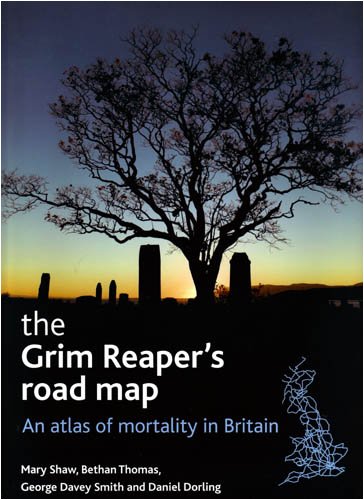 the
Grim Reaper's
road map
An atlas of mortality in Britain
Mary Shaw, Bethan Thomas,
George Davey Smith and Daniel Dorling